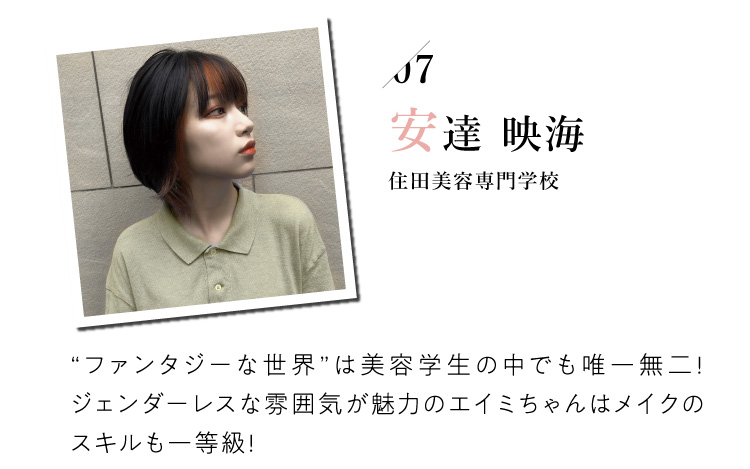 07
安達 映海
住田美容専門学校
“ファンタジーな世界”は美容学生の中でも唯一無二!
ジェンダーレスな雰囲気が魅力のエイミちゃんはメイクの
スキルも一等級!